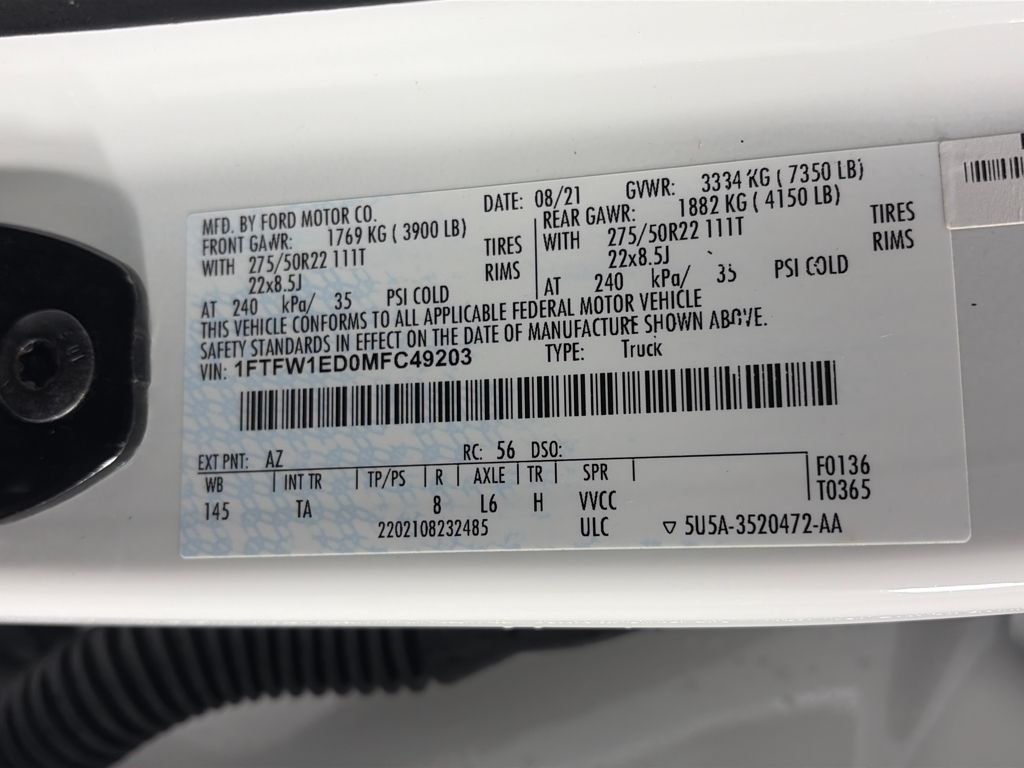 MFD. BY FORD MOTOR CO. DATE: 08/21 GVWR: 3334 KG ( 7350 LB)
FRONT GAWR: 1769 KG ( 3900 LB) REAR GAWR: 1882 KG ( 4150 LB)
WITH 275/50R22 111T TIRES WITH 275/50R22 111T TIRES
22x8.5J RIMS 22x8.5J RIMS
AT 240 kPa/ 35 PSI COLD AT 240 kPa/ 35 PSI COLD
THIS VEHICLE CONFORMS TO ALL APPLICABLE FEDERAL MOTOR VEHICLE
SAFETY STANDARDS IN EFFECT ON THE DATE OF MANUFACTURE SHOWN ABOVE.
VIN: 1FTFW1ED0MFC49203 TYPE: Truck
EXT PNT: AZ RC: 56 DSO:
WB INT TR TP/PS R AXLE TR SPR F0136
145 TA 8 L6 H VVCC T0365
2202108232485 ULC ▽ 5U5A-3520472-AA